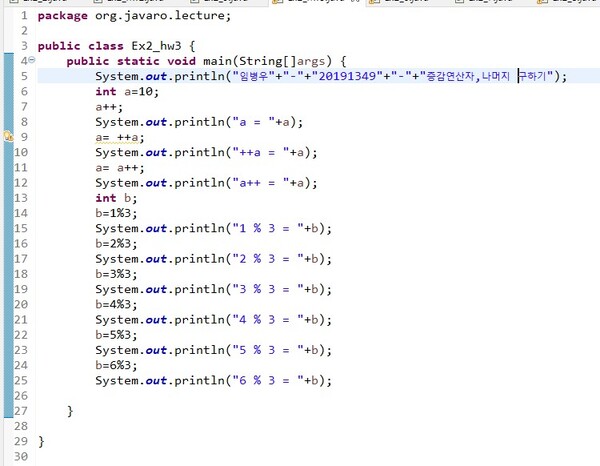 1 package org.javaro.lecture;
2
3 public class Ex2_hw3 {
4 public static void main(String[]args) {
5 System.out.println("임병우"+"-"+"20191349"+"-"+"증감연산자,나머지 구하기");
6 int a=10;
7 a++;
8 System.out.println("a = "+a);
9 a= ++a;
10 System.out.println("++a = "+a);
11 a= a++;
12 System.out.println("a++ = "+a);
13 int b;
14 b=1%3;
15 System.out.println("1 % 3 = "+b);
16 b=2%3;
17 System.out.println("2 % 3 = "+b);
18 b=3%3;
19 System.out.println("3 % 3 = "+b);
20 b=4%3;
21 System.out.println("4 % 3 = "+b);
22 b=5%3;
23 System.out.println("5 % 3 = "+b);
24 b=6%3;
25 System.out.println("6 % 3 = "+b);
26
27 }
28
29 }
30